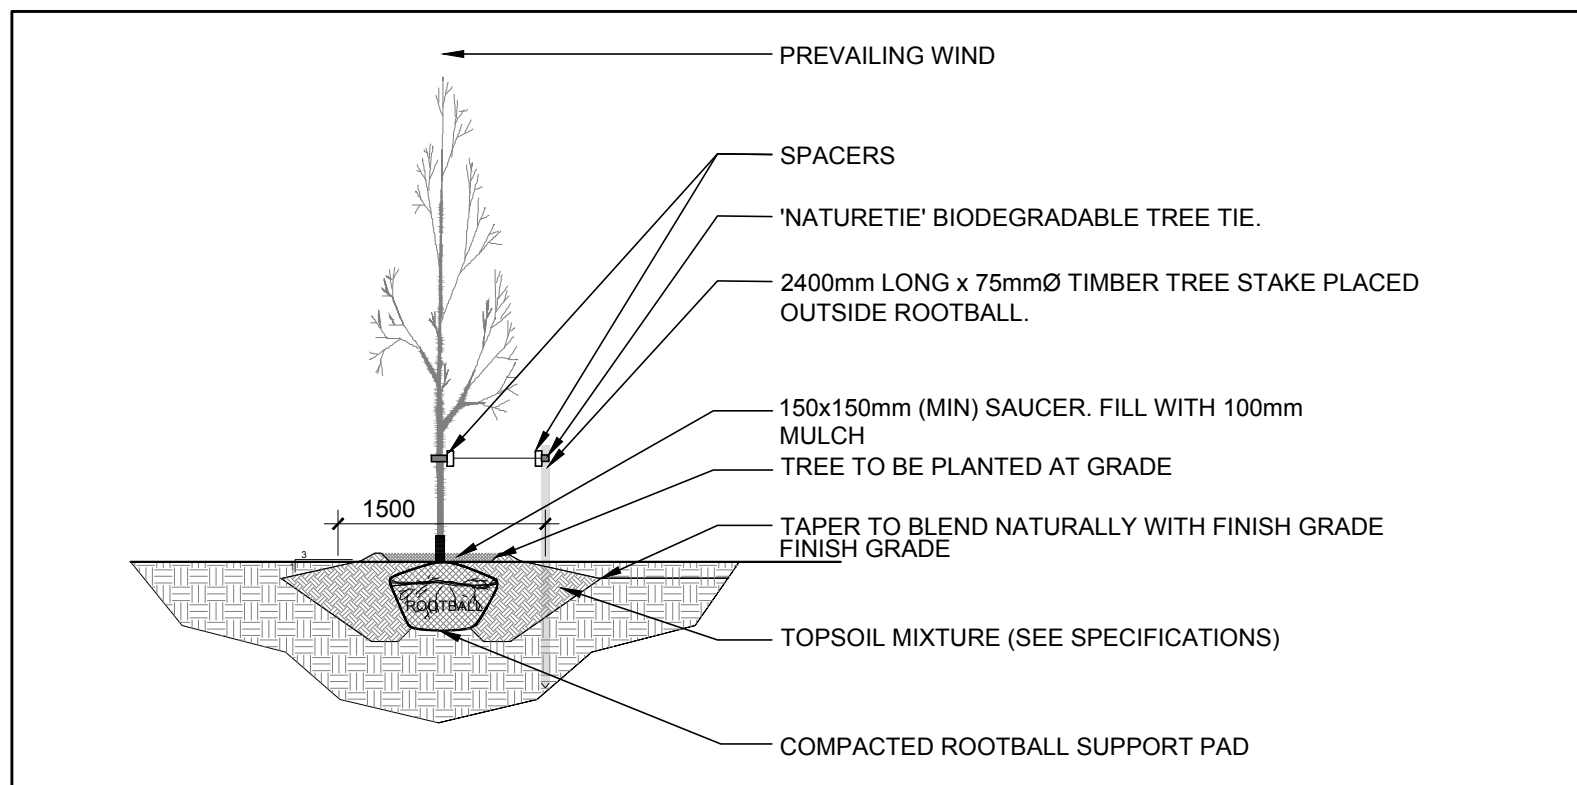 PREVAILING WIND
SPACERS
'NATURETIE' BIODEGRADABLE TREE TIE.
2400mm LONG x 75mmØ TIMBER TREE STAKE PLACED
OUTSIDE ROOTBALL.
150x150mm (MIN) SAUCER. FILL WITH 100mm
MULCH
TREE TO BE PLANTED AT GRADE
1500
TAPER TO BLEND NATURALLY WITH FINISH GRADE
FINISH GRADE
3
1
ROOTBALL
TOPSOIL MIXTURE (SEE SPECIFICATIONS)
COMPACTED ROOTBALL SUPPORT PAD